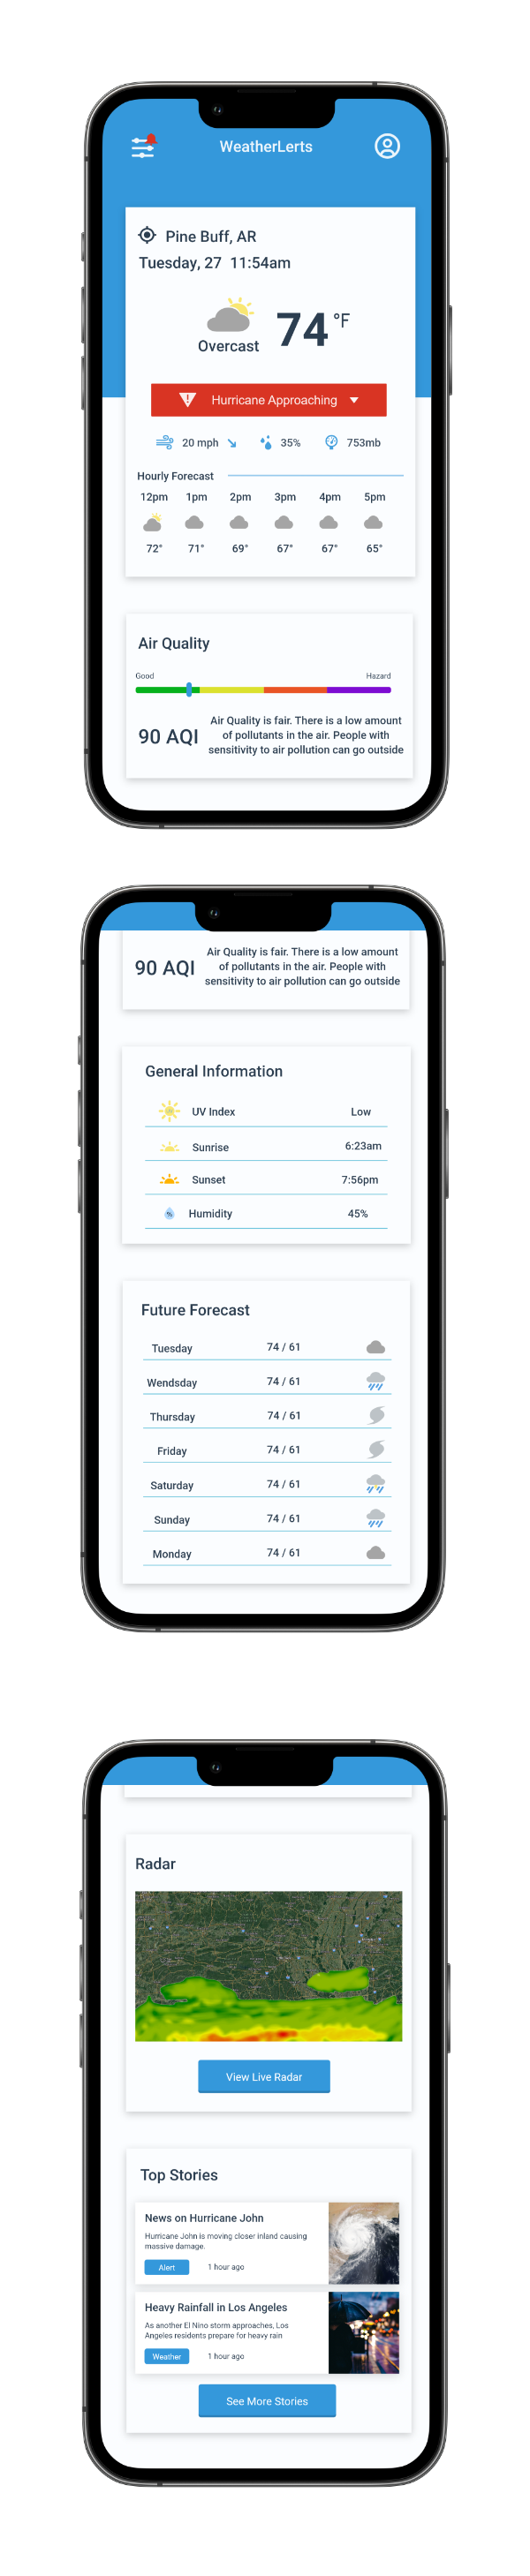 WeatherLerts
Pine Buff, AR
Tuesday, 27 11:54am
74 °F
Overcast
Hurricane Approaching
20 mph 35% 753mb
Hourly Forecast
12pm 1pm 2pm 3pm 4pm 5pm
72° 71° 69° 67° 67° 65°
Air Quality
Good Hazard
90 AQI
Air Quality is fair. There is a low amount
of pollutants in the air. People with
sensitivity to air pollution can go outside
90 AQI
Air Quality is fair. There is a low amount
of pollutants in the air. People with
sensitivity to air pollution can go outside
General Information
UV Index Low
Sunrise 6:23am
Sunset 7:56pm
Humidity 45%
Future Forecast
Tuesday 74 / 61
Wendsday 74 / 61
Thursday 74 / 61
Friday 74 / 61
Saturday 74 / 61
Sunday 74 / 61
Monday 74 / 61
Radar
View Live Radar
Top Stories
News on Hurricane John
Hurricane John is moving closer inland causing
massive damage.
Alert 1 hour ago
Heavy Rainfall in Los Angeles
As another El Nino storm approaches, Los
Angeles residents prepare for heavy rain
Weather 1 hour ago
See More Stories